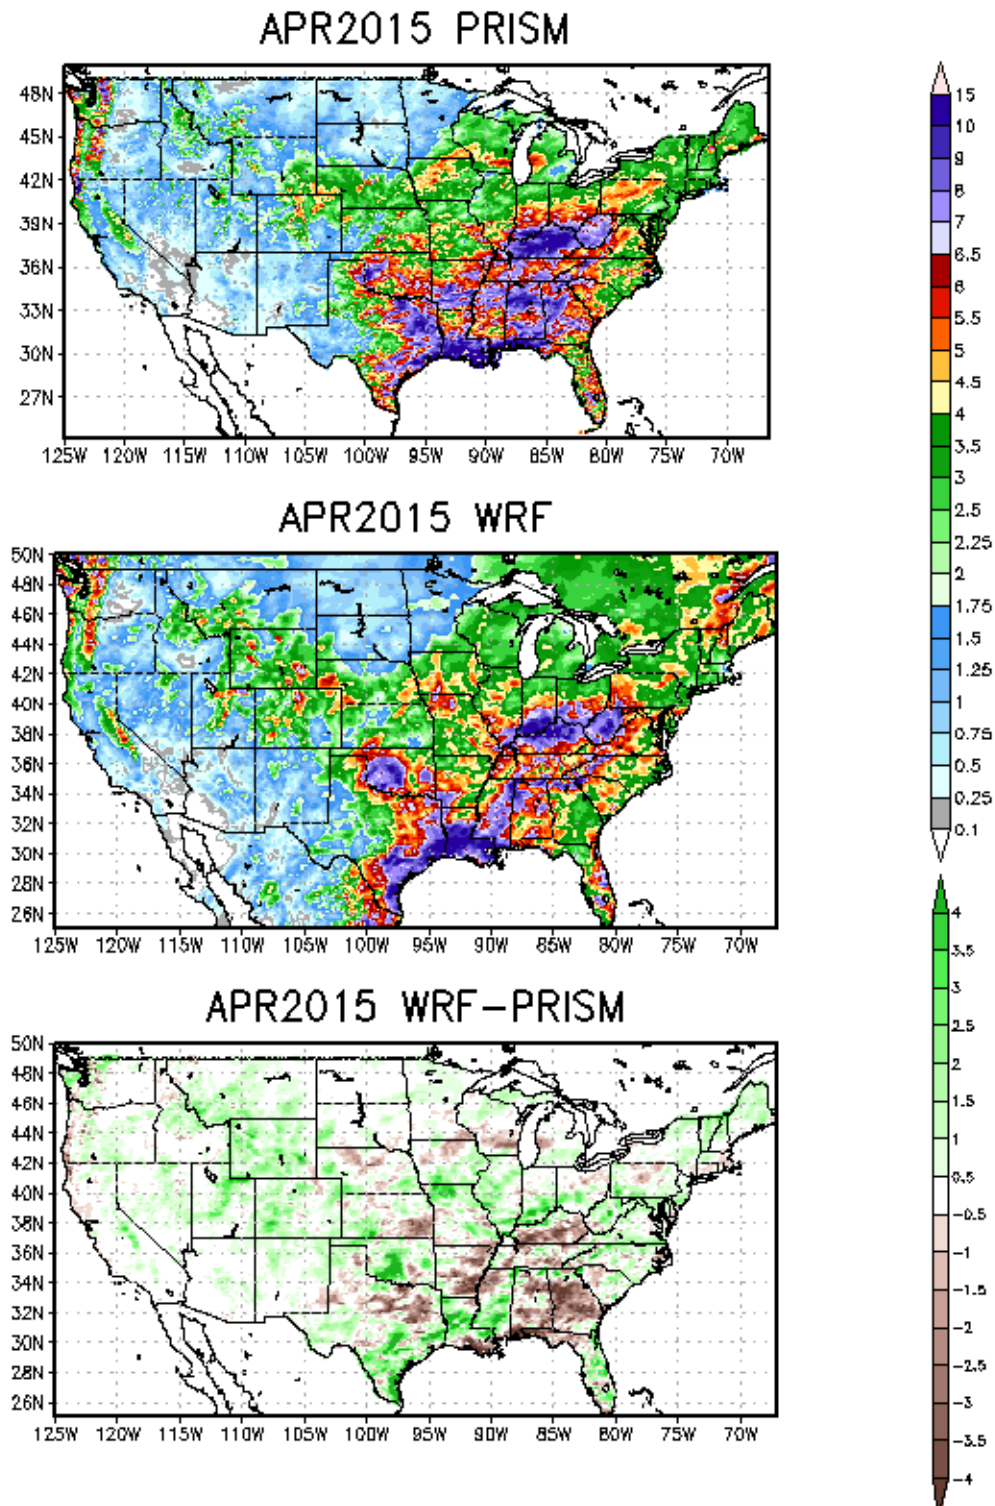 APR2015 PRISM
48N
45N
42N
39N
36N
33N
30N
27N
125W 120W 115W 110W 105W 100W 95W 90W 85W 80W 75W 70W
APR2015 WRF
50N
48N
46N
44N
42N
40N
38N
36N
34N
32N
30N
28N
26N
125W 120W 115W 110W 105W 100W 95W 90W 85W 80W 75W 70W
APR2015 WRF-PRISM
50N
48N
46N
44N
42N
40N
38N
36N
34N
32N
30N
28N
26N
125W 120W 115W 110W 105W 100W 95W 90W 85W 80W 75W 70W
15
10
9
8
7
6.5
6
5.5
5
4.5
4
3.5
3
2.5
2.25
2
1.75
1.5
1.25
1
0.75
0.5
0.25
0.1
4
3.5
3
2.5
2
1.5
1
0.5
-0.5
-1
-1.5
-2
-2.5
-3
-3.5
-4